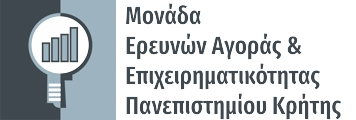 Μονάδα
Ερευνών Αγοράς &
Επιχειρηματικότητας
Πανεπιστημίου Κρήτης